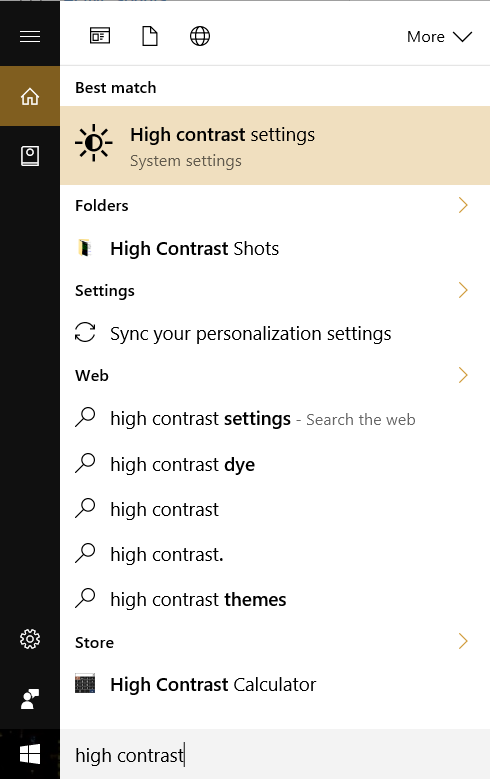 More
Best match
High contrast settings
System settings
Folders
High Contrast Shots
Settings
Sync your personalization settings
Web
high contrast settings - Search the web
high contrast dye
high contrast
high contrast.
high contrast themes
Store
High Contrast Calculator
high contrast